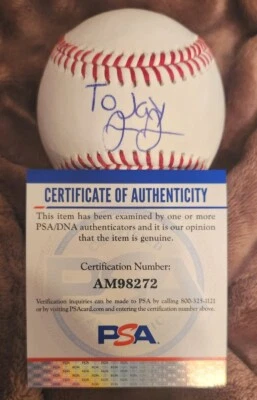 To Jay
CERTIFICATE OF AUTHENTICITY
This item has been examined by one or more
PSA/DNA authenticators and it is our opinion
that the item is genuine.
Certification Number:
AM98272
Verification inquiries can be made to PSA by calling 800-325-1121
or by visiting PSAcard.com and entering the certification number above.
PSA